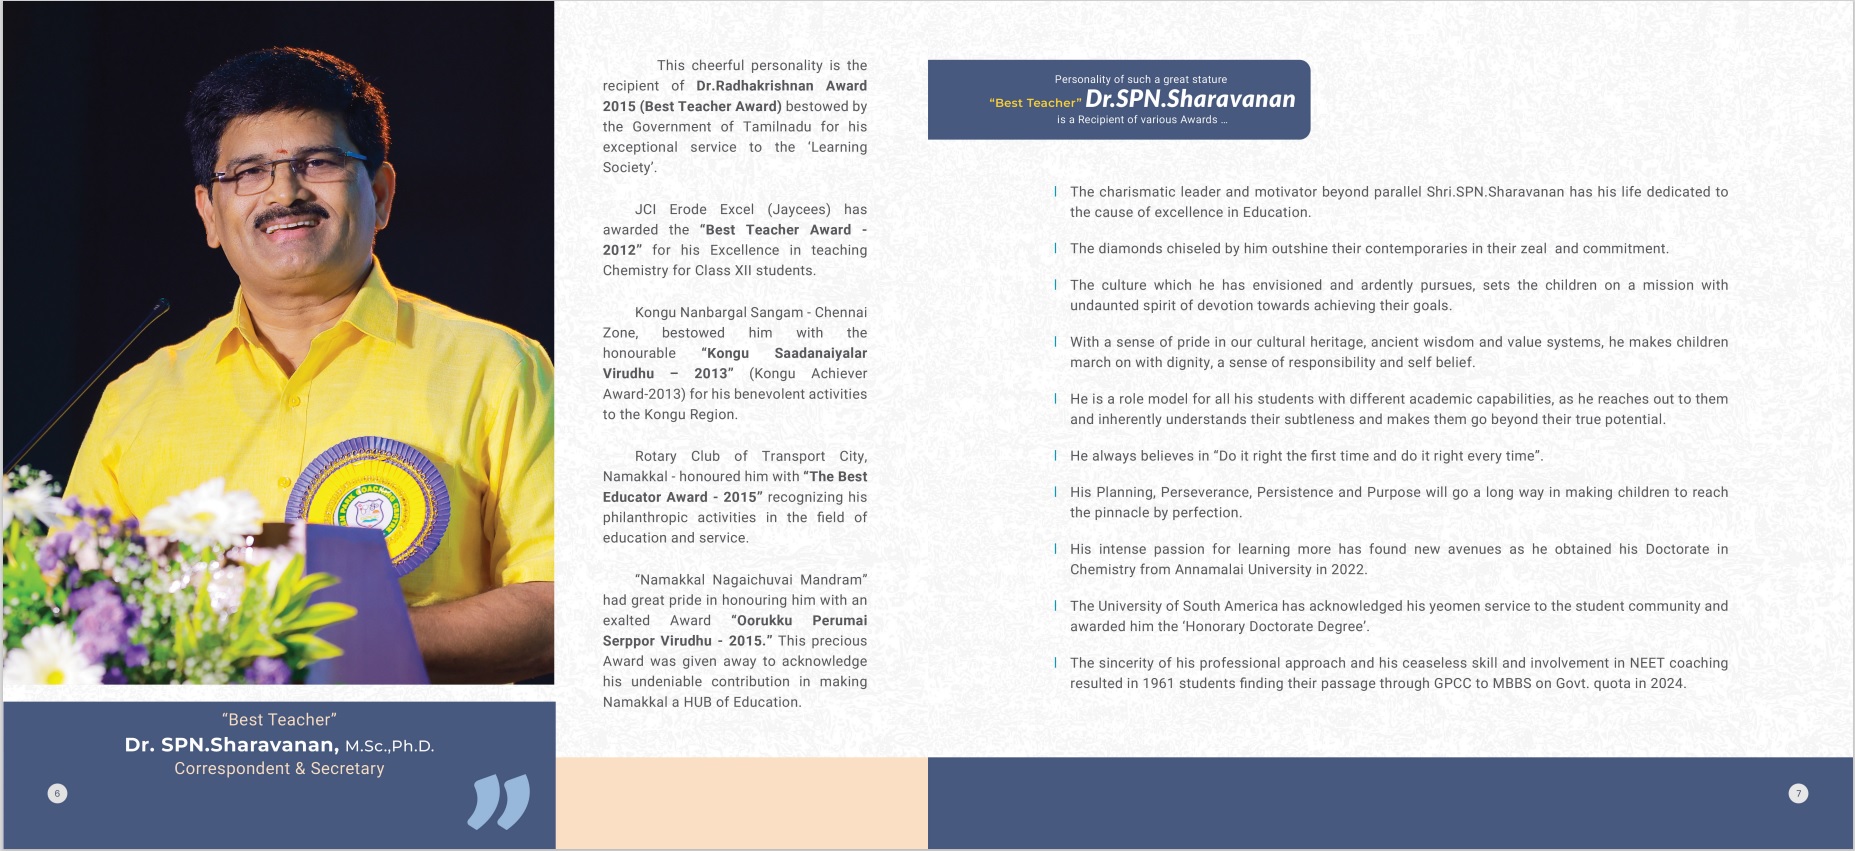 This cheerful personality is the
recipient of Dr.Radhakrishnan Award
2015 (Best Teacher Award) bestowed by
the Government of Tamilnadu for his
exceptional service to the ‘Learning
Society’.
JCI Erode Excel (Jaycees) has
awarded the “Best Teacher Award -
2012” for his Excellence in teaching
Chemistry for Class XII students.
Kongu Nanbargal Sangam - Chennai
Zone, bestowed him with the
honourable “Kongu Saadanaiyalar
Virudhu – 2013” (Kongu Achiever
Award-2013) for his benevolent activities
to the Kongu Region.
Rotary Club of Transport City,
Namakkal - honoured him with “The Best
Educator Award - 2015” recognizing his
philanthropic activities in the field of
education and service.
“Namakkal Nagaichuvai Mandram”
had great pride in honouring him with an
exalted Award “Oorukku Perumai
Serppor Virudhu - 2015.” This precious
Award was given away to acknowledge
his undeniable contribution in making
Namakkal a HUB of Education.
“Best Teacher”
Dr. SPN.Sharavanan, M.Sc.,Ph.D.
Correspondent & Secretary
”
6
Personality of such a great stature
“Best Teacher” Dr.SPN.Sharavanan
is a Recipient of various Awards ...
The charismatic leader and motivator beyond parallel Shri.SPN.Sharavanan has his life dedicated to
the cause of excellence in Education.
The diamonds chiseled by him outshine their contemporaries in their zeal and commitment.
The culture which he has envisioned and ardently pursues, sets the children on a mission with
undaunted spirit of devotion towards achieving their goals.
With a sense of pride in our cultural heritage, ancient wisdom and value systems, he makes children
march on with dignity, a sense of responsibility and self belief.
He is a role model for all his students with different academic capabilities, as he reaches out to them
and inherently understands their subtleness and makes them go beyond their true potential.
He always believes in “Do it right the first time and do it right every time”.
His Planning, Perseverance, Persistence and Purpose will go a long way in making children to reach
the pinnacle by perfection.
His intense passion for learning more has found new avenues as he obtained his Doctorate in
Chemistry from Annamalai University in 2022.
The University of South America has acknowledged his yeomen service to the student community and
awarded him the ‘Honorary Doctorate Degree’.
The sincerity of his professional approach and his ceaseless skill and involvement in NEET coaching
resulted in 1961 students finding their passage through GPCC to MBBS on Govt. quota in 2024.
7